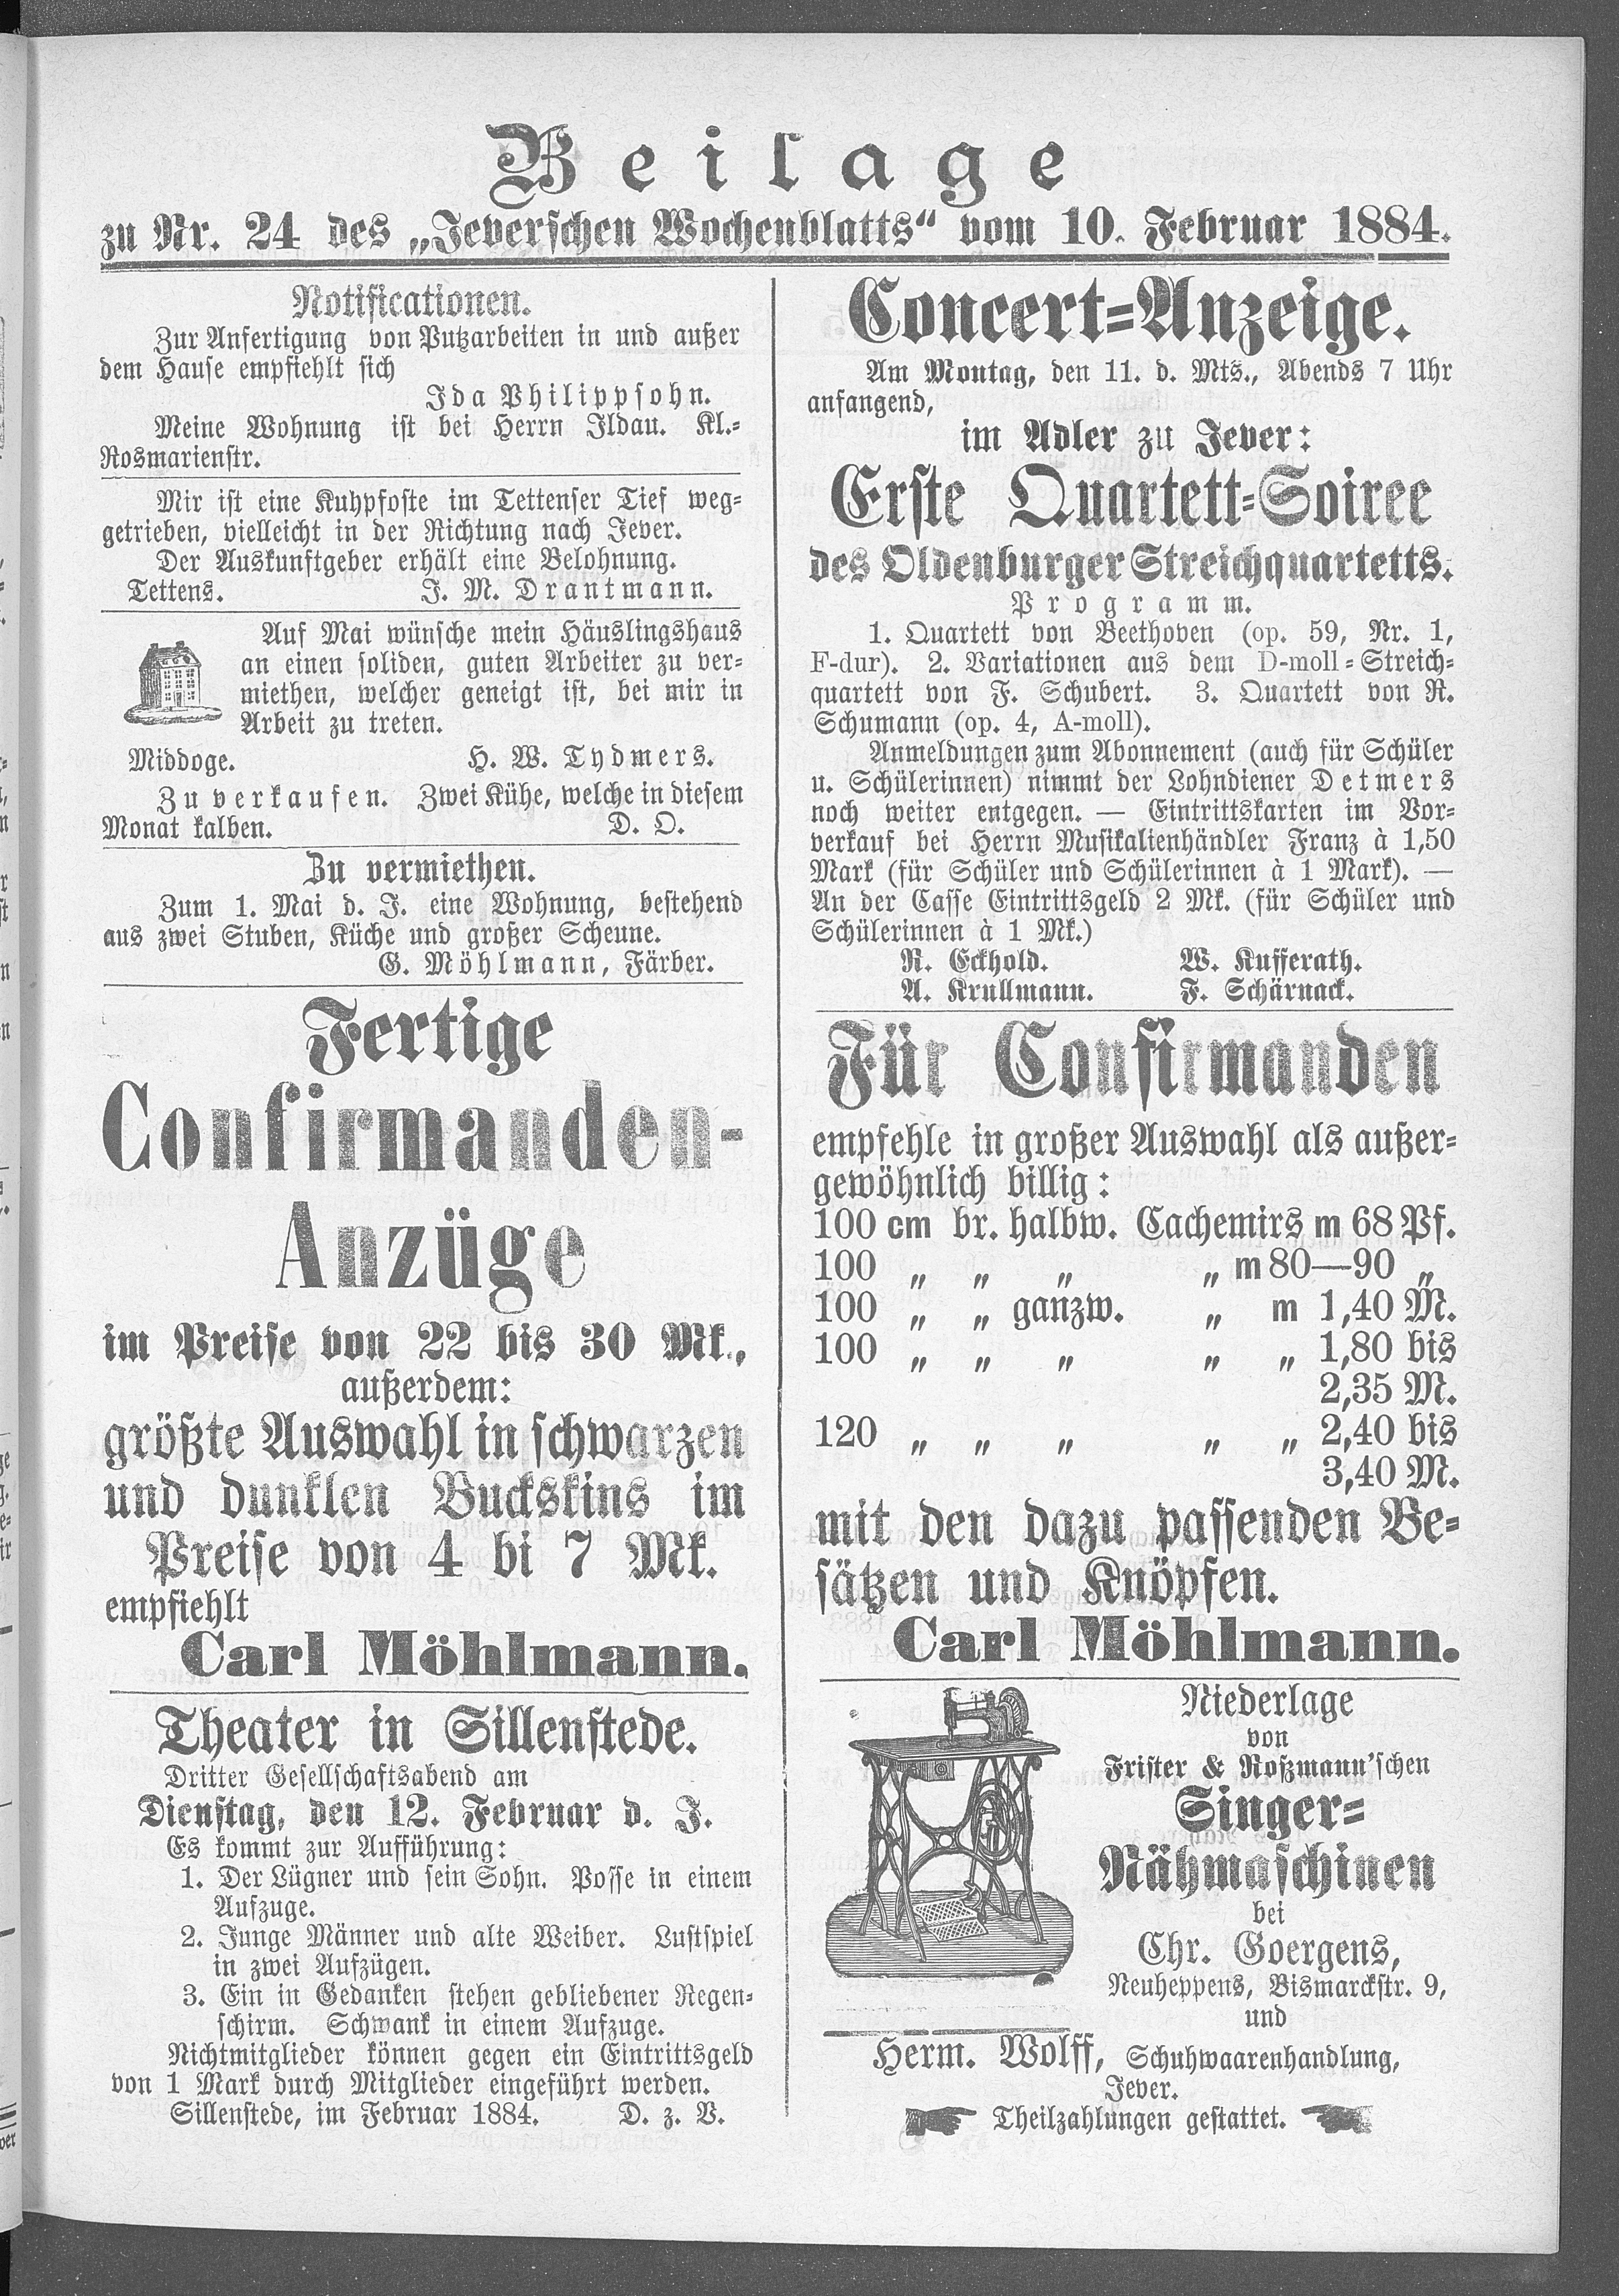 Beilage
zu Nr. 24 des „Jeverschen Wochenblatts“ vom 10. Februar 1884.
Notificationen.
Zur Anfertigung von Putzarbeiten in und außer
dem Hause empfiehlt sich
Ida Philippsohn.
Meine Wohnung ist bei Herrn Ildau. Kl.-
Rosmarienstr.
Mir ist eine Kuhpfoste im Tettenser Tief weg-
getrieben, vielleicht in der Richtung nach Jever.
Der Auskunftgeber erhält eine Belohnung.
Tettens. J. M. Drantmann.
Auf Mai wünsche mein Häuslingshaus
an einen soliden, guten Arbeiter zu ver-
miethen, welcher geneigt ist, bei mir in
Arbeit zu treten.
Middoge. H. W. Tydmers.
Zu verkaufen. Zwei Kühe, welche in diesem
Monat kalben. D. O.
Zu vermiethen.
Zum 1. Mai d. J. eine Wohnung, bestehend
aus zwei Stuben, Küche und großer Scheune.
G. Möhlmann, Färber.
Fertige
Confirmanden-
Anzüge
im Preise von 22 bis 30 Mk.,
außerdem:
größte Auswahl in schwarzen
und dunklen Buckskins im
Preise von 4 bi 7 Mk.
empfiehlt
Carl Möhlmann.
Theater in Sillenstede.
Dritter Gesellschaftsabend am
Dienstag, den 12. Februar d. J.
Es kommt zur Aufführung:
1. Der Lügner und sein Sohn. Posse in einem
Aufzuge.
2. Junge Männer und alte Weiber. Lustspiel
in zwei Aufzügen.
3. Ein in Gedanken stehen gebliebener Regen-
schirm. Schwank in einem Aufzuge.
Nichtmitglieder können gegen ein Eintrittsgeld
von 1 Mark durch Mitglieder eingeführt werden.
Sillenstede, im Februar 1884. D. z. V.
Concert-Anzeige.
Am Montag, den 11. d. Mts., Abends 7 Uhr
anfangend,
im Adler zu Jever:
Erste Quartett-Soiree
des Oldenburger Streichquartetts.
Programm.
1. Quartett von Beethoven (op. 59, Nr. 1,
F-dur). 2. Variationen aus dem D-moll-Streich-
quartett von F. Schubert. 3. Quartett von R.
Schumann (op. 4, A-moll).
Anmeldungen zum Abonnement (auch für Schüler
u. Schülerinnen) nimmt der Lohndiener Detmers
noch weiter entgegen. — Eintrittskarten im Vor-
verkauf bei Herrn Musikalienhändler Franz à 1,50
Mark (für Schüler und Schülerinnen à 1 Mark). —
An der Casse Eintrittsgeld 2 Mk. (für Schüler und
Schülerinnen à 1 Mk.)
R. Eckhold. W. Kufferath.
A. Krullmann. F. Schärnack.
Für Confirmanden
empfehle in großer Auswahl als außer-
gewöhnlich billig:
100 cm br. halbw. Cachemirs m 68 Pf.
100 „ „ „ „ m 80—90 „
100 „ „ ganzw. „ m 1,40 M.
100 „ „ „ „ „ 1,80 bis
2,35 M.
120 „ „ „ „ „ 2,40 bis
3,40 M.
mit den dazu passenden Be-
sätzen und Knöpfen.
Carl Möhlmann.
Niederlage
von
Frister & Roßmann'schen
Singer-
Nähmaschinen
bei
Chr. Goergens,
Neuheppens, Bismarckstr. 9,
und
Herm. Wolff, Schuhwaarenhandlung,
Jever.
Theilzahlungen gestattet.